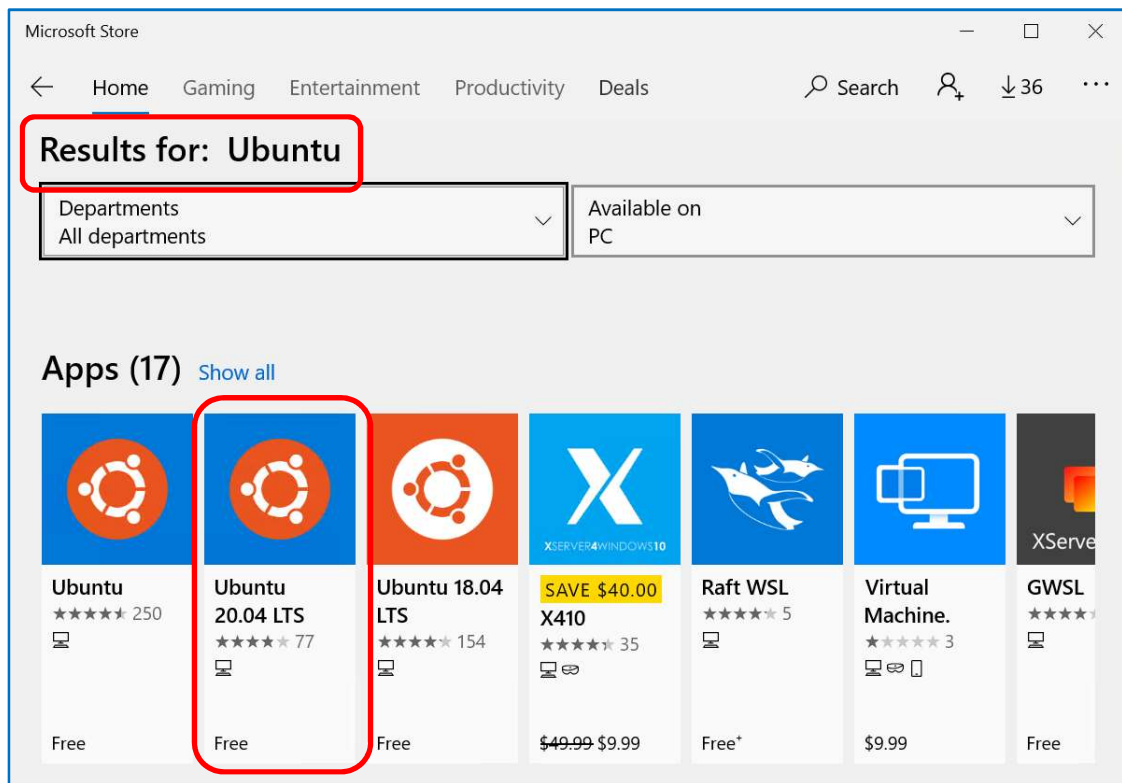 Microsoft Store
Home Gaming Entertainment Productivity Deals Search 36
Results for: Ubuntu
Departments
All departments
Available on
PC
Apps (17) Show all
XSERVER4WINDOWS10
XServe
Ubuntu
250
Free
Ubuntu
20.04 LTS
77
Free
Ubuntu 18.04
LTS
154
Free
SAVE $40.00
X410
35
$49.99 $9.99
Raft WSL
5
Free+
Virtual
Machine.
3
$9.99
GWSL
Free